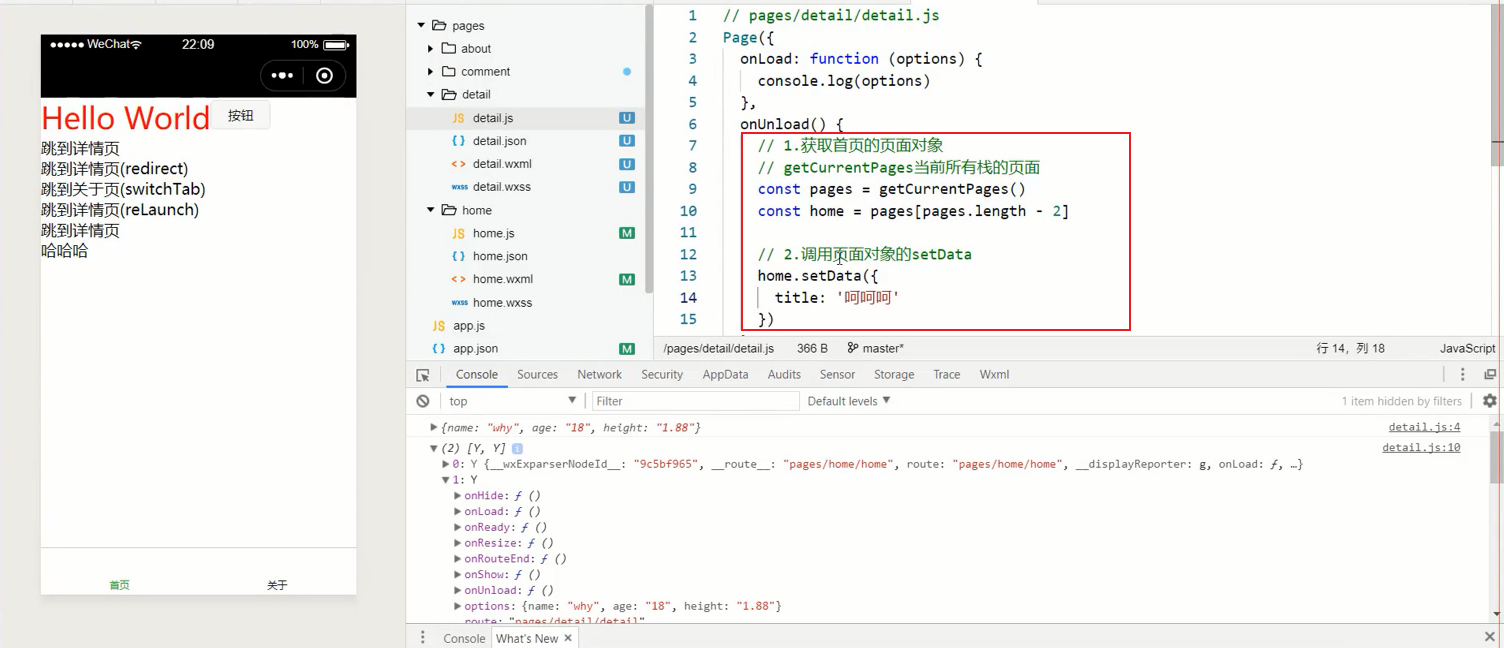 WeChat
22:09
100%
Hello World
按钮
跳到详情页
跳到详情页(redirect)
跳到关于页(switchTab)
跳到详情页(reLaunch)
跳到详情页
哈哈哈
首页
关于
pages
about
comment
detail
JS detail.js U
{ } detail.json U
<> detail.wxml U
wxss detail.wxss U
home
JS home.js M
{ } home.json
<> home.wxml M
wxss home.wxss
JS app.js
{ } app.json M
1 // pages/detail/detail.js
2 Page({
3 onLoad: function (options) {
4 console.log(options)
5 },
6 onUnload() {
7 // 1.获取首页的页面对象
8 // getCurrentPages当前所有栈的页面
9 const pages = getCurrentPages()
10 const home = pages[pages.length - 2]
11
12 // 2.调用页面对象的setData
13 home.setData({
14 title: '呵呵呵'
15 })
/pages/detail/detail.js 366 B master* 行 14，列 18 JavaScript
Console Sources Network Security AppData Audits Sensor Storage Trace Wxml
top Filter Default levels 1 item hidden by filters
{name: "why", age: "18", height: "1.88"} detail.js:4
(2) [Y, Y] i detail.js:10
0: Y {__wxExparserNodeId__: "9c5bf965", __route__: "pages/home/home", route: "pages/home/home", __displayReporter: g, onLoad: ƒ, …}
1: Y
onHide: ƒ ()
onLoad: ƒ ()
onReady: ƒ ()
onResize: ƒ ()
onRouteEnd: ƒ ()
onShow: ƒ ()
onUnload: ƒ ()
options: {name: "why", age: "18", height: "1.88"}
route: "pages/detail/detail"
Console What's New ×